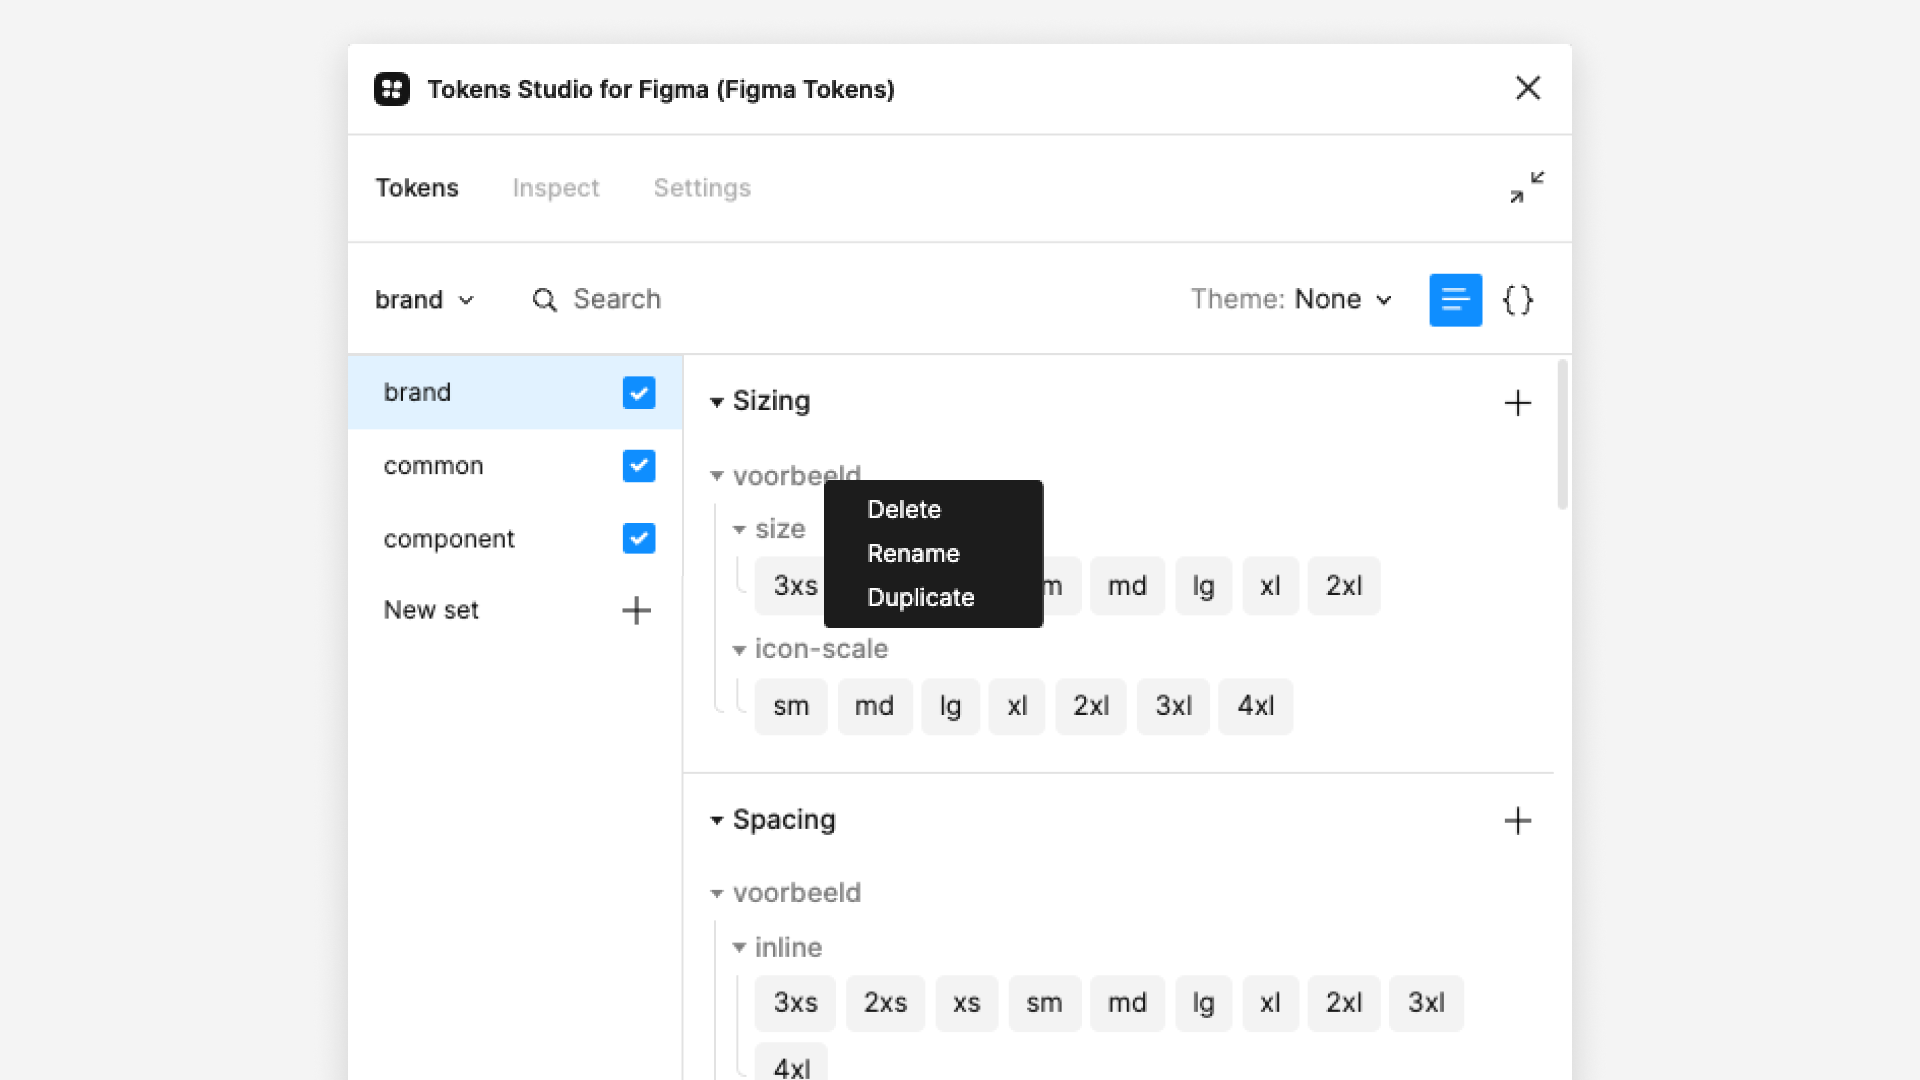 Tokens Studio for Figma (Figma Tokens)
Tokens Inspect Settings
brand Search Theme: None {}
brand
common
component
New set
Sizing
voorbeeld
Delete
Rename
Duplicate
size
3xs md lg xl 2xl
icon-scale
sm md lg xl 2xl 3xl 4xl
Spacing
voorbeeld
inline
3xs 2xs xs sm md lg xl 2xl 3xl
4xl